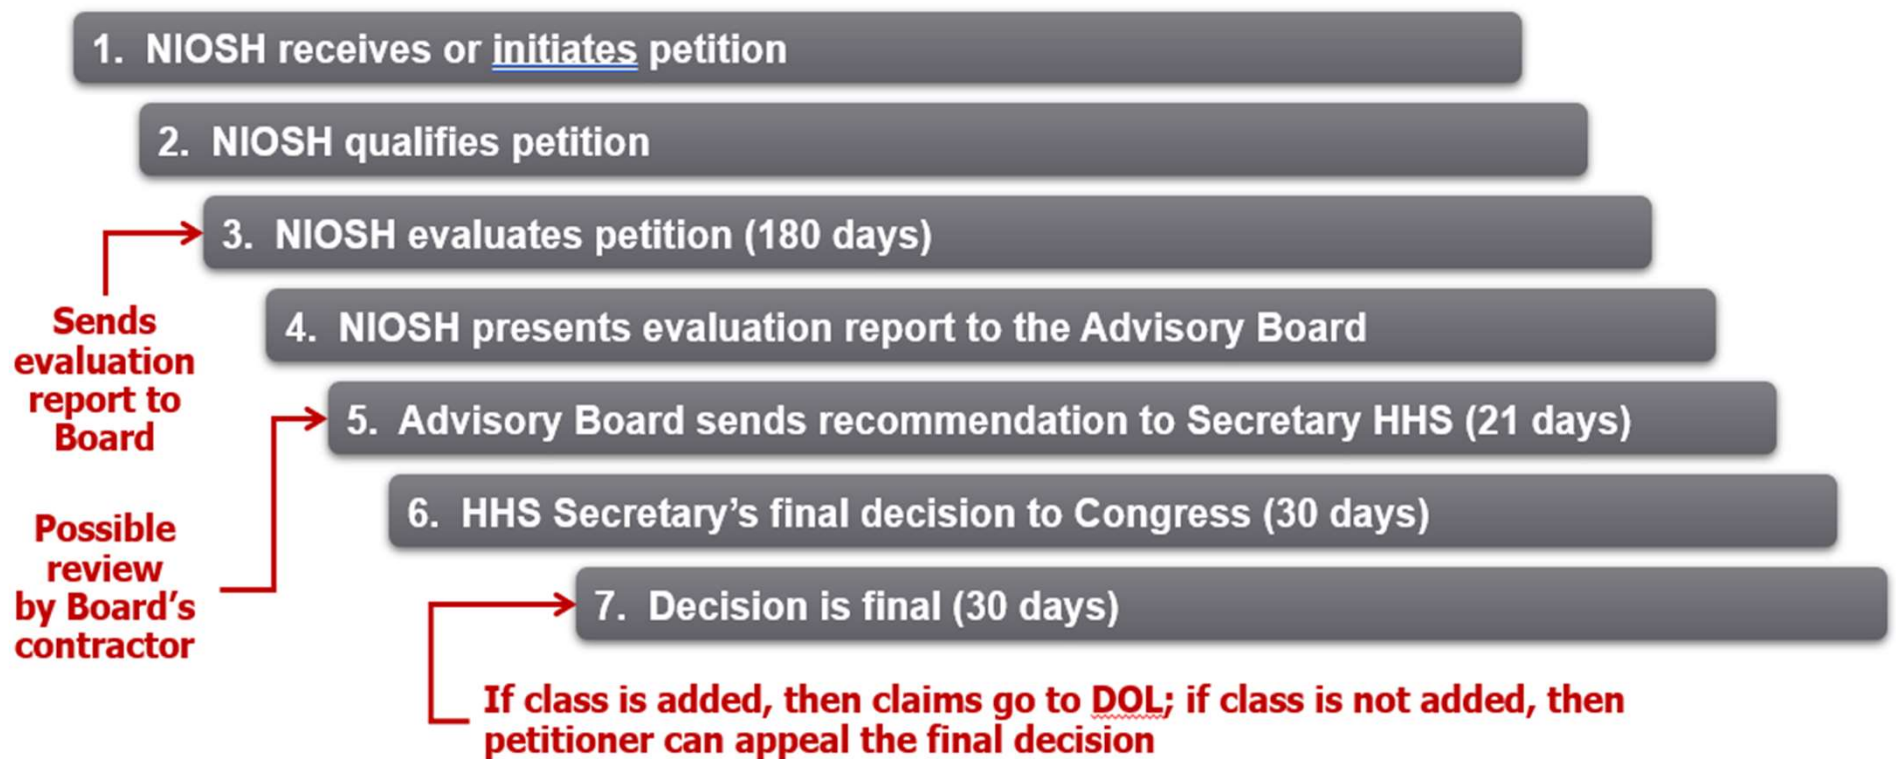 1. NIOSH receives or initiates petition
2. NIOSH qualifies petition
3. NIOSH evaluates petition (180 days)
Sends
evaluation
report to
Board
4. NIOSH presents evaluation report to the Advisory Board
5. Advisory Board sends recommendation to Secretary HHS (21 days)
Possible
review
by Board’s
contractor
6. HHS Secretary’s final decision to Congress (30 days)
7. Decision is final (30 days)
If class is added, then claims go to DOL; if class is not added, then
petitioner can appeal the final decision